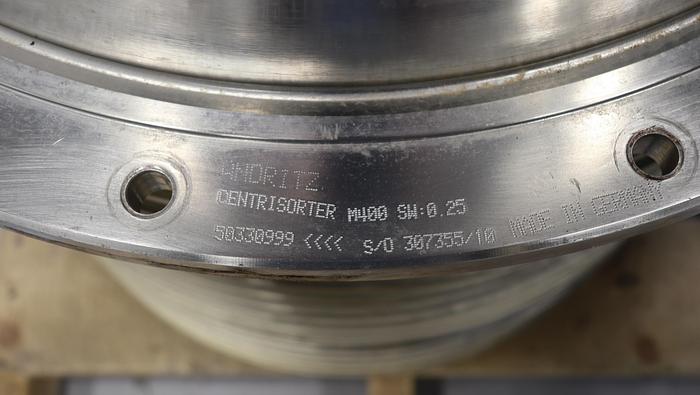 ANDRITZ
CENTRISORTER M400 SW:0.25
50330999 <<<< S/O 307355/10 MADE IN GERMANY